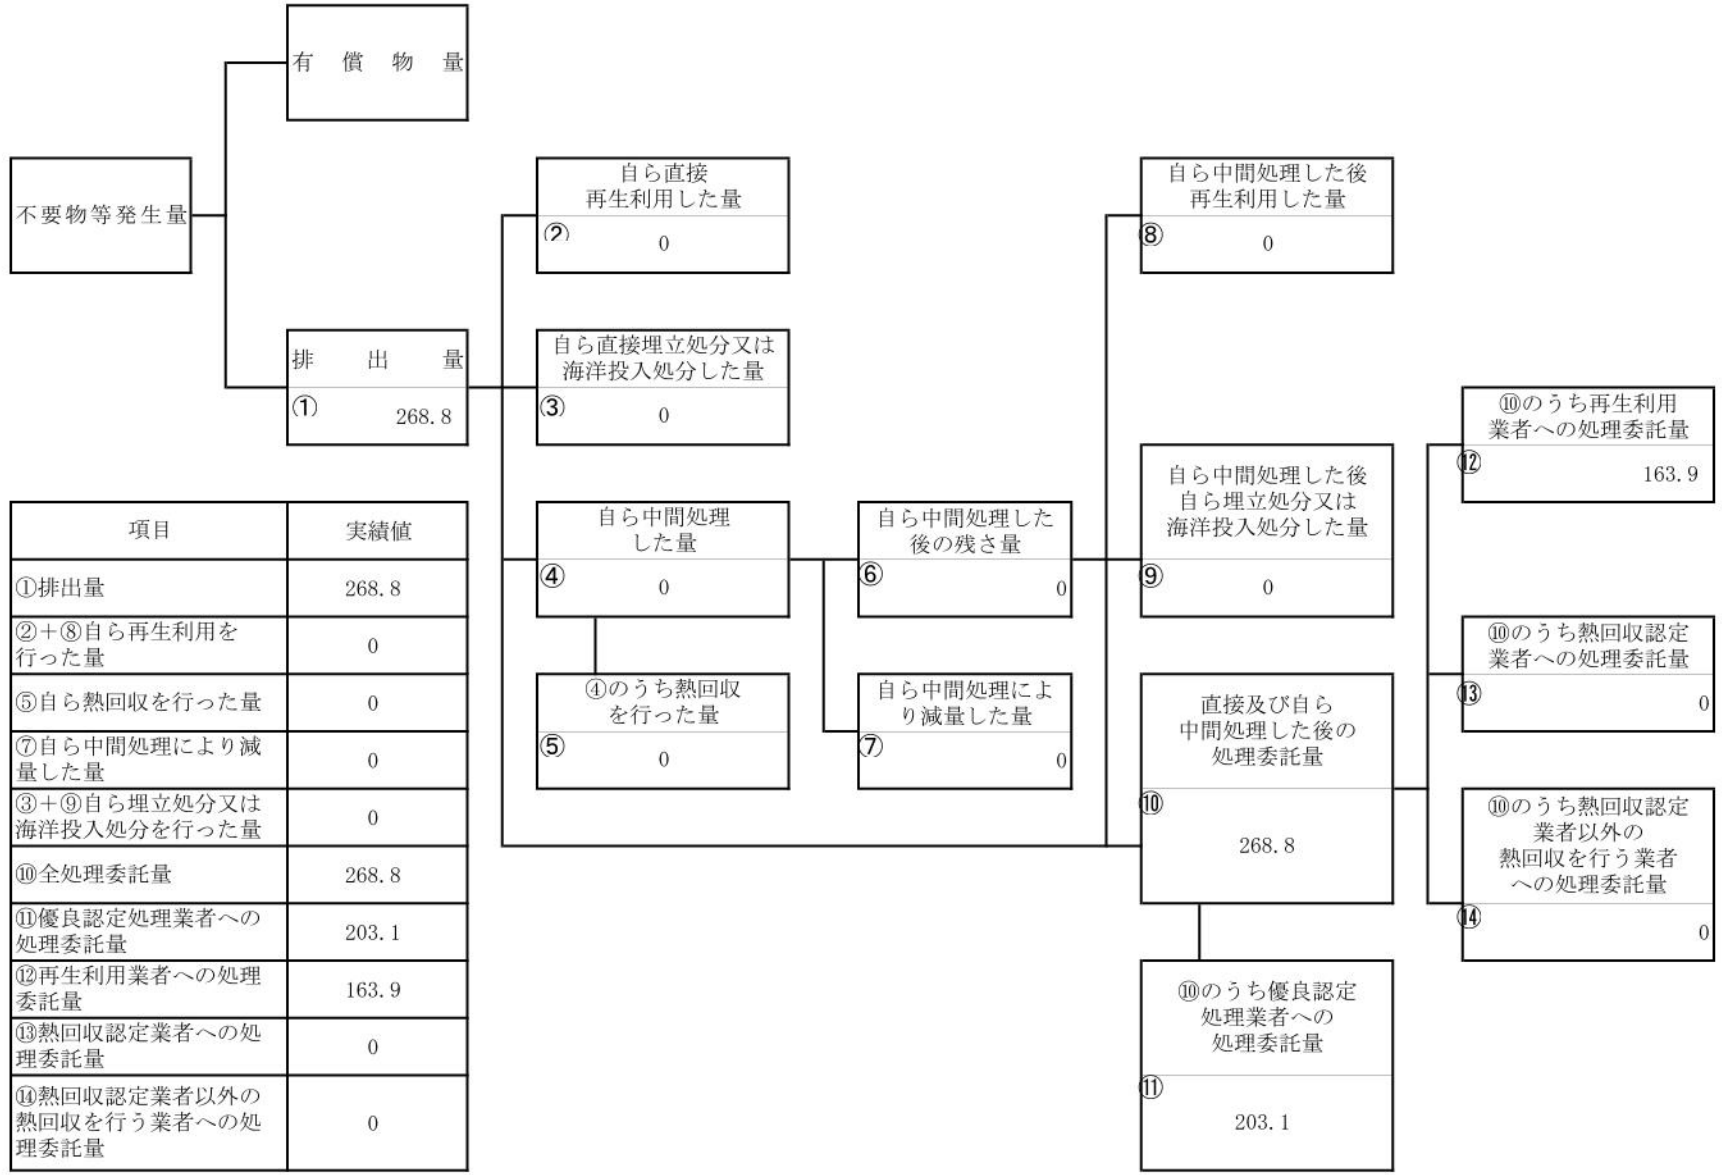 有償物量
不要物等発生量
排出量
①
268.8
自ら直接
再生利用した量
②
0
自ら直接埋立処分又は
海洋投入処分した量
③
0
自ら中間処理
した量
④
0
④のうち熱回収
を行った量
⑤
0
自ら中間処理した
後の残さ量
⑥
0
自ら中間処理によ
り減量した量
⑦
0
自ら中間処理した後
再生利用した量
⑧
0
自ら中間処理した後
自ら埋立処分又は
海洋投入処分した量
⑨
0
直接及び自ら
中間処理した後の
処理委託量
⑩
268.8
⑩のうち優良認定
処理業者への
処理委託量
⑪
203.1
⑩のうち再生利用
業者への処理委託量
⑫
163.9
⑩のうち熱回収認定
業者への処理委託量
⑬
0
⑩のうち熱回収認定
業者以外の
熱回収を行う業者
への処理委託量
⑭
0
項目 実績値
①排出量 268.8
②+⑧自ら再生利用を
行った量 0
⑤自ら熱回収を行った量 0
⑦自ら中間処理により減
量した量 0
③+⑨自ら埋立処分又は
海洋投入処分を行った量 0
⑩全処理委託量 268.8
⑪優良認定処理業者への
処理委託量 203.1
⑫再生利用業者への処理
委託量 163.9
⑬熱回収認定業者への処
理委託量 0
⑭熱回収認定業者以外の
熱回収を行う業者への処
理委託量 0